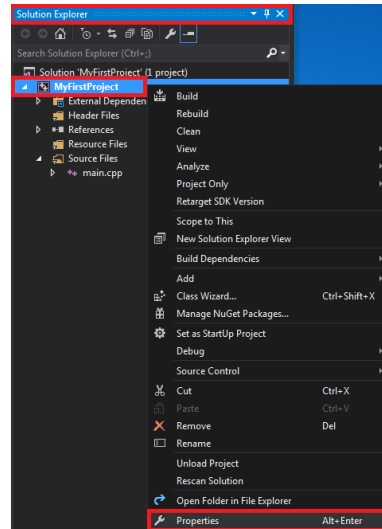 Solution Explorer
Search Solution Explorer (Ctrl+;)
Solution 'MyFirstProject' (1 project)
MyFirstProject
External Dependen
Header Files
References
Resource Files
Source Files
main.cpp
Build
Rebuild
Clean
View
Analyze
Project Only
Retarget SDK Version
Scope to This
New Solution Explorer View
Build Dependencies
Add
Class Wizard... Ctrl+Shift+X
Manage NuGet Packages...
Set as StartUp Project
Debug
Source Control
Cut Ctrl+X
Paste Ctrl+V
Remove Del
Rename
Unload Project
Rescan Solution
Open Folder in File Explorer
Properties Alt+Enter